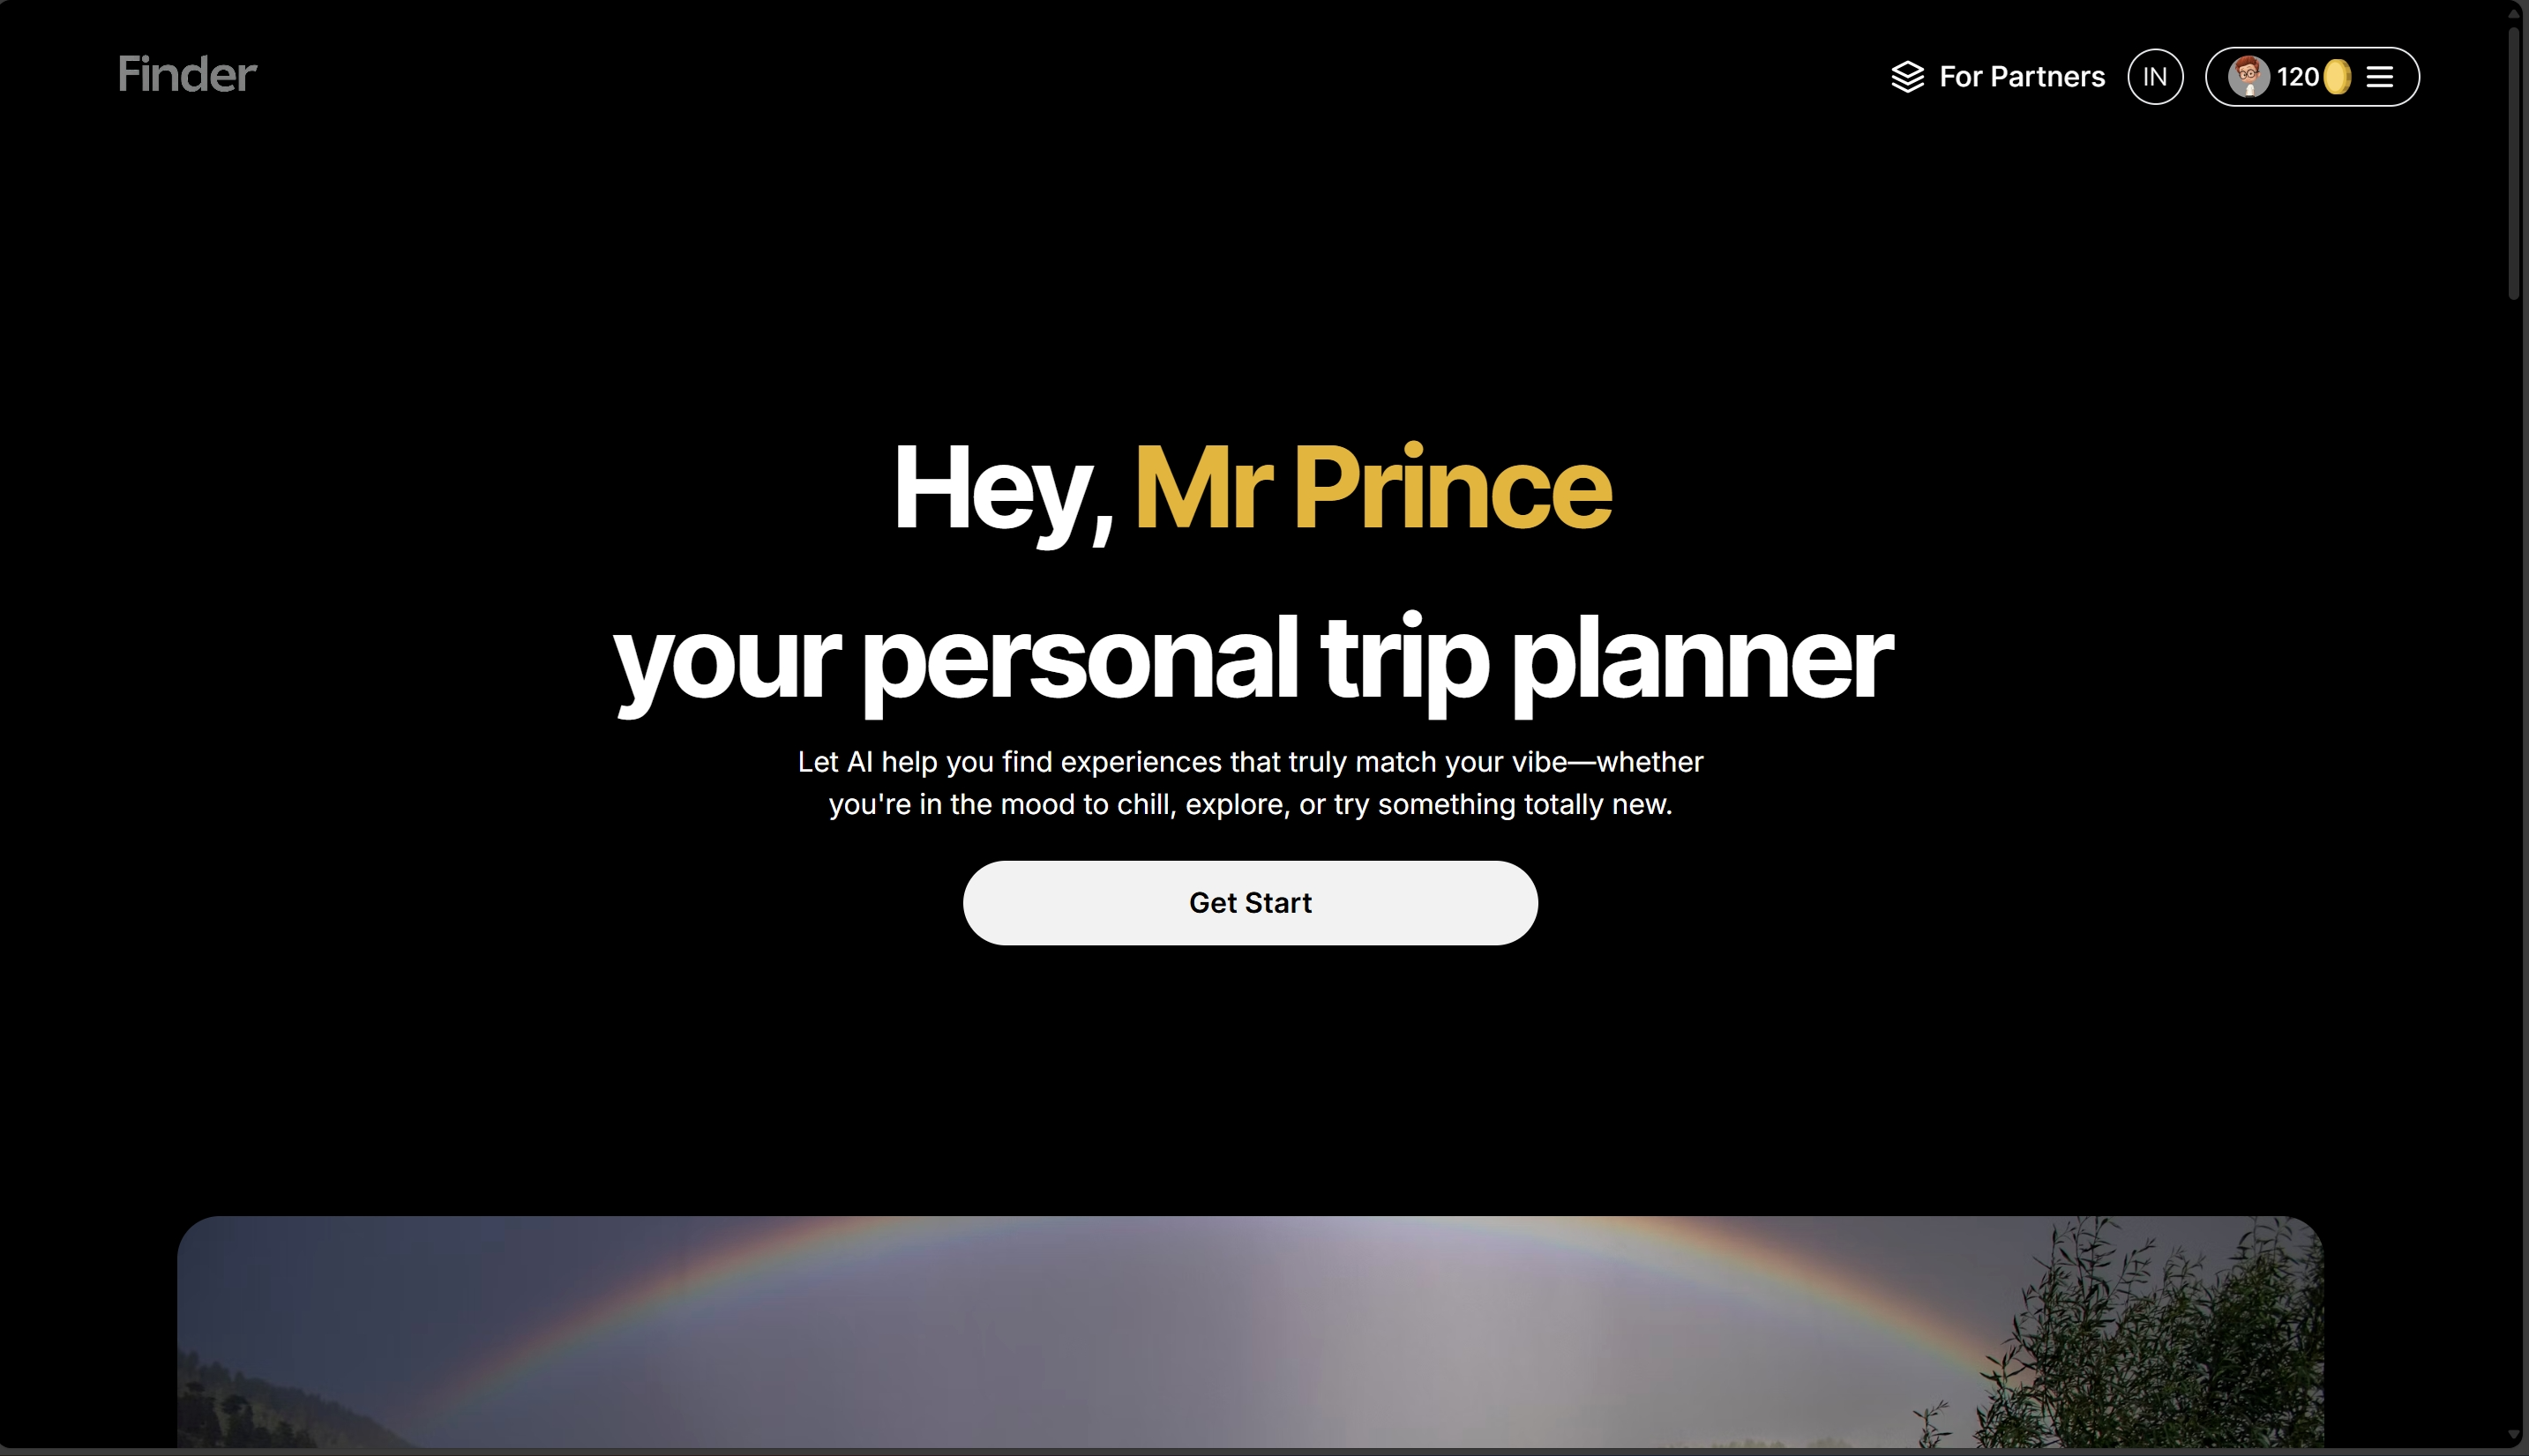 Finder
For Partners
IN
120
Hey, Mr Prince
your personal trip planner
Let AI help you find experiences that truly match your vibe—whether
you're in the mood to chill, explore, or try something totally new.
Get Start